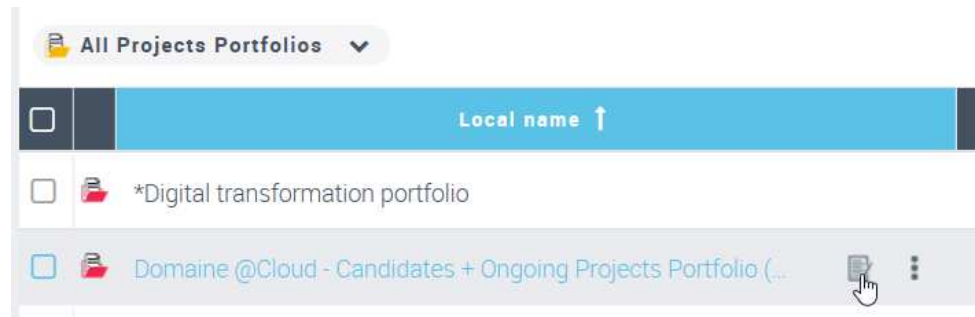 All Projects Portfolios
Local name ↑
*Digital transformation portfolio
Domaine @Cloud - Candidates + Ongoing Projects Portfolio (...